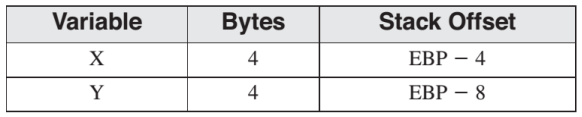 Variable Bytes Stack Offset
X 4 EBP − 4
Y 4 EBP − 8